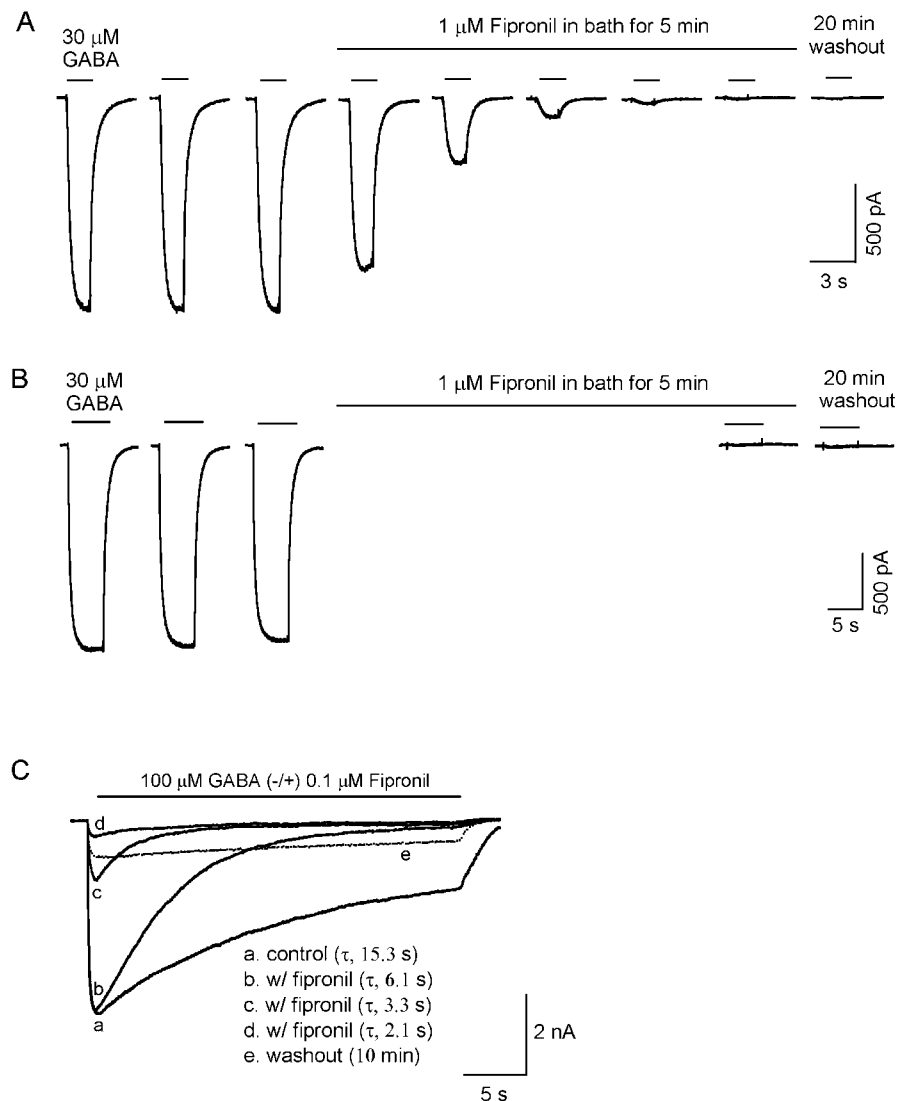 A
30 μM
GABA
1 μM Fipronil in bath for 5 min
20 min
washout
500 pA
3 s
B
30 μM
GABA
1 μM Fipronil in bath for 5 min
20 min
washout
500 pA
5 s
C
100 μM GABA (-/+) 0.1 μM Fipronil
d
e
c
b
a
a. control (τ, 15.3 s)
b. w/ fipronil (τ, 6.1 s)
c. w/ fipronil (τ, 3.3 s)
d. w/ fipronil (τ, 2.1 s)
e. washout (10 min)
2 nA
5 s